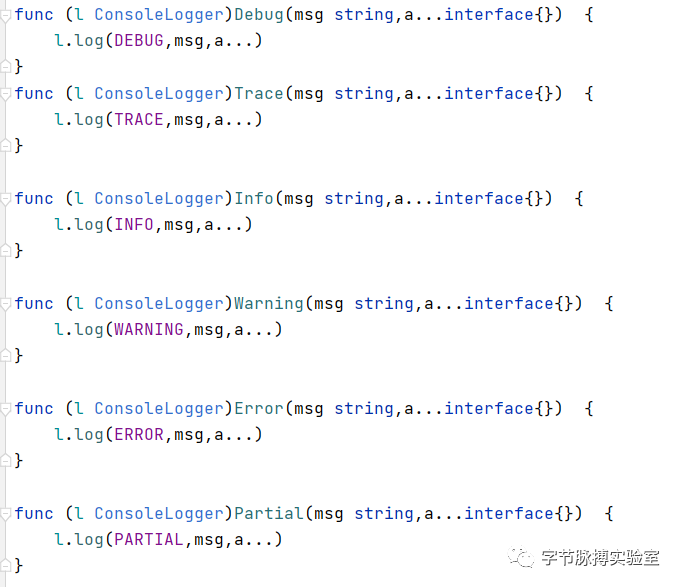 func (l ConsoleLogger)Debug(msg string,a...interface{})  {
    l.log(DEBUG,msg,a...)
}
func (l ConsoleLogger)Trace(msg string,a...interface{})  {
    l.log(TRACE,msg,a...)
}

func (l ConsoleLogger)Info(msg string,a...interface{})  {
    l.log(INFO,msg,a...)
}

func (l ConsoleLogger)Warning(msg string,a...interface{})  {
    l.log(WARNING,msg,a...)
}

func (l ConsoleLogger)Error(msg string,a...interface{})  {
    l.log(ERROR,msg,a...)
}

func (l ConsoleLogger)Partial(msg string,a...interface{})  {
    l.log(PARTIAL,msg,a...)
}
字节脉搏实验室